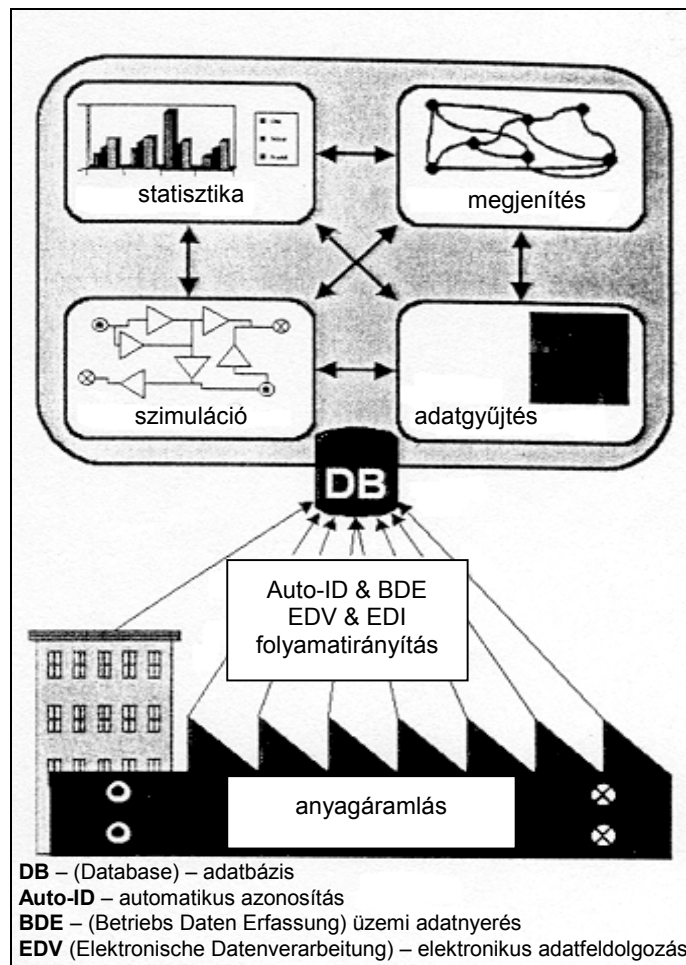 statisztika
megjenítés
szimuláció
adatgyűjtés
DB
Auto-ID & BDE
EDV & EDI
folyamatirányítás
anyagáramlás
DB – (Database) – adatbázis
Auto-ID – automatikus azonosítás
BDE – (Betriebs Daten Erfassung) üzemi adatnyerés
EDV (Elektronische Datenverarbeitung) – elektronikus adatfeldolgozás